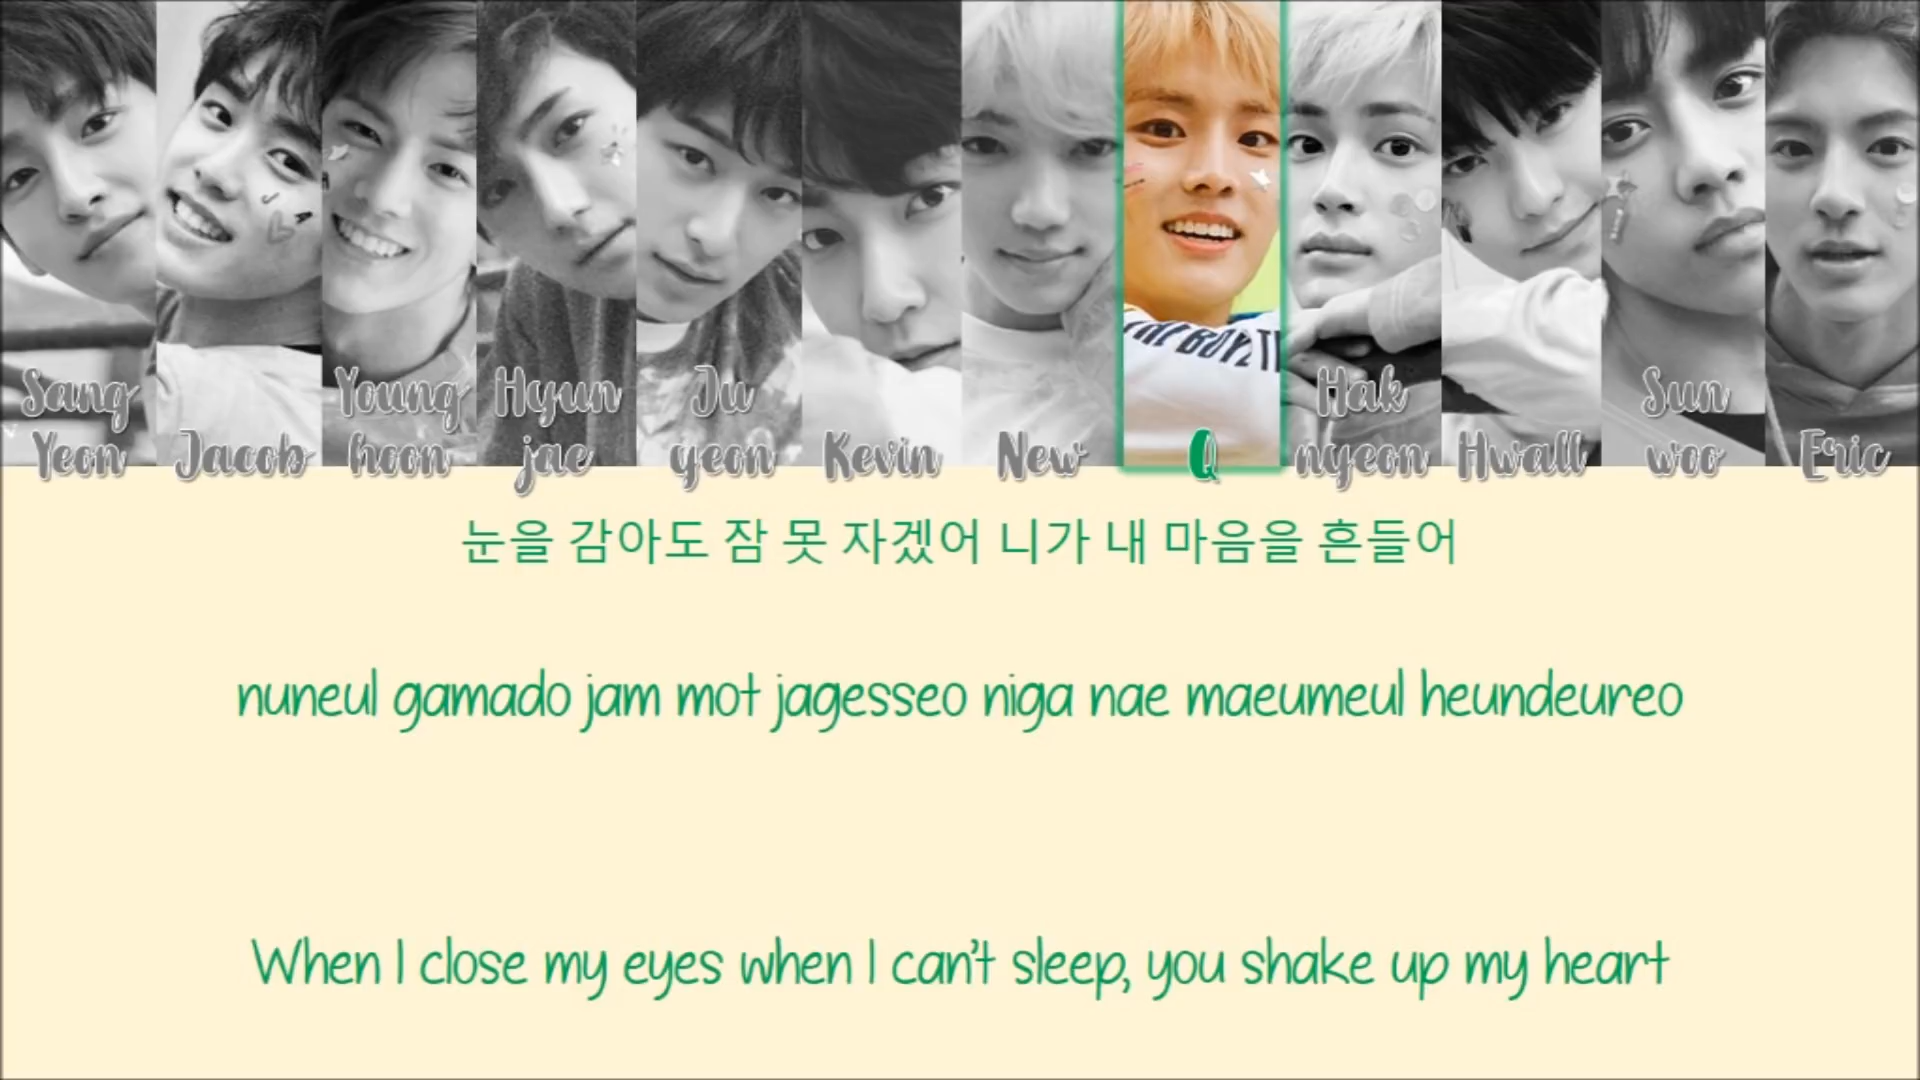 Sang Yeon
Jacob
Young hoon
Hyun jae
Ju yeon
Kevin
New
Q
Hak nyeon
Hwall
Sun woo
Eric
눈을 감아도 잠 못 자겠어 니가 내 마음을 흔들어
nuneul gamado jam mot jagesseo niga nae maeumeul heundeureo
When I close my eyes when I can't sleep, you shake up my heart